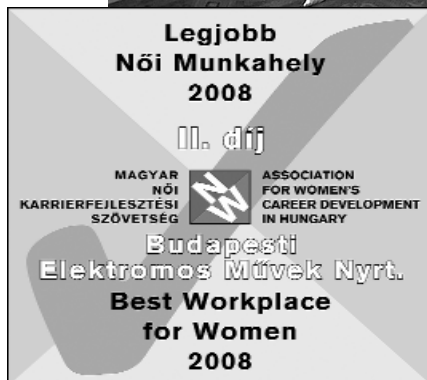 Legjobb
Női Munkahely
2008
II. díj
MAGYAR
NŐI
KARRIERFEJLESZTÉSI
SZÖVETSÉG
ASSOCIATION
FOR WOMEN'S
CAREER DEVELOPMENT
IN HUNGARY
Budapesti
Elektromos Művek Nyrt.
Best Workplace
for Women
2008